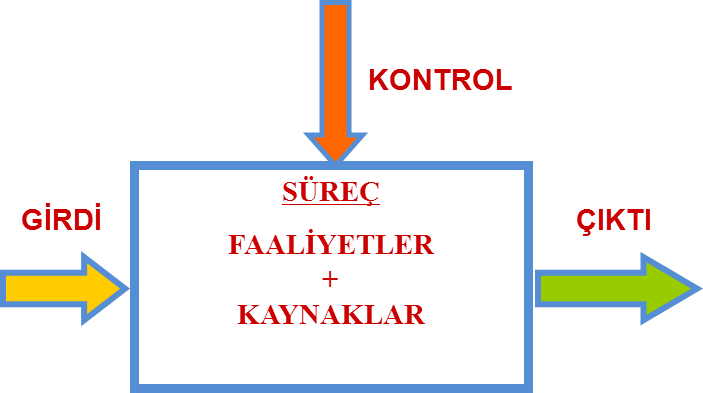 KONTROL
SÜREÇ
GİRDİ
ÇIKTI
FAALİYETLER
+
KAYNAKLAR